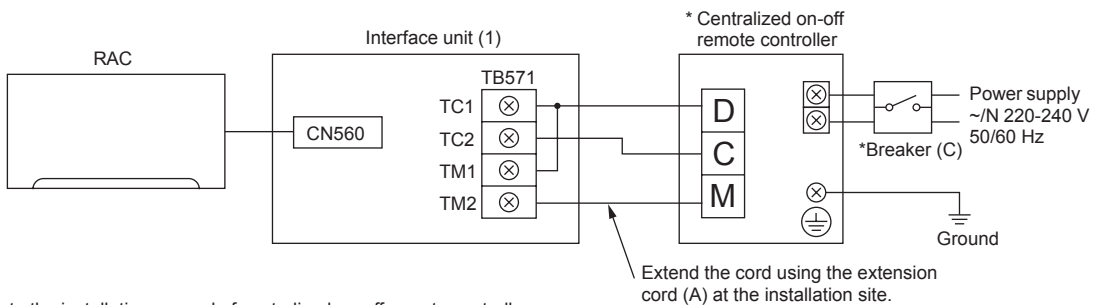 * Centralized on-off
remote controller
Interface unit (1)
RAC
TB571
TC1
TC2
TM1
TM2
CN560
D
C
M
Power supply
~/N 220-240 V
50/60 Hz
*Breaker (C)
Ground
Extend the cord using the extension
cord (A) at the installation site.